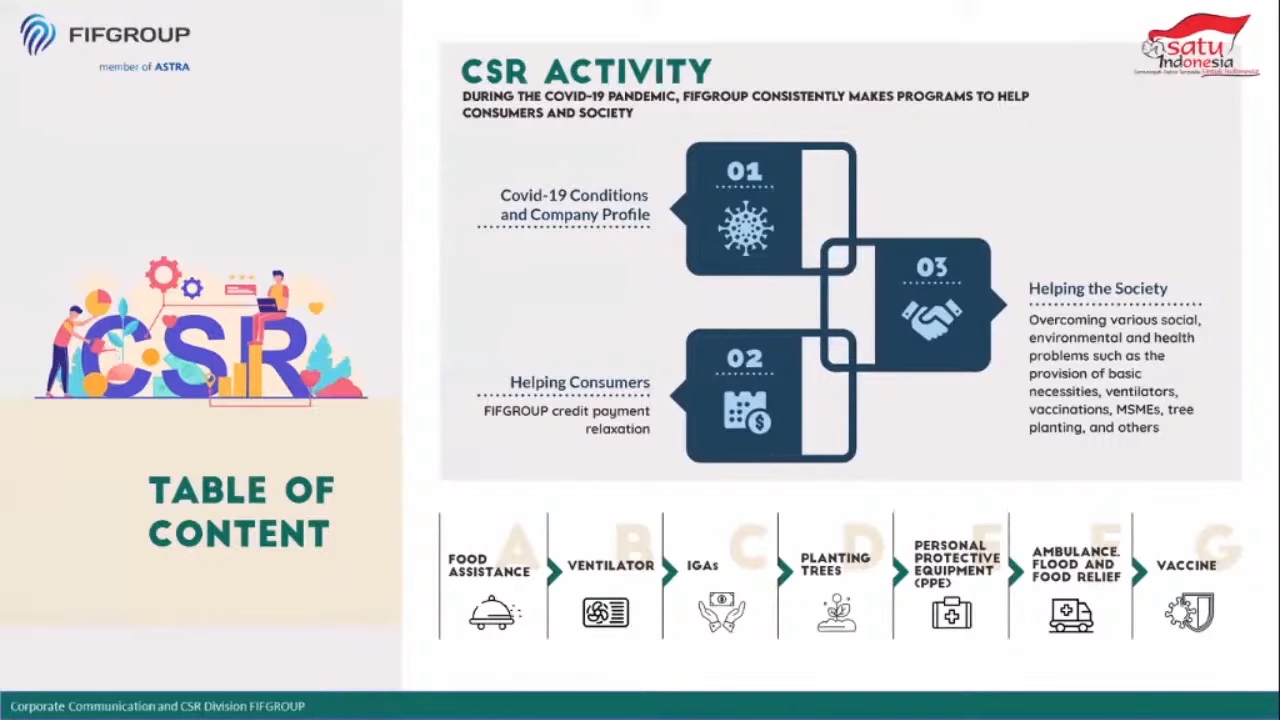 FIFGROUP
member of ASTRA
satu
Indonesia
CSR ACTIVITY
DURING THE COVID-19 PANDEMIC, FIFGROUP CONSISTENTLY MAKES PROGRAMS TO HELP
CONSUMERS AND SOCIETY
01
Covid-19 Conditions
and Company Profile
02
Helping Consumers
FIFGROUP credit payment
relaxation
03
Helping the Society
Overcoming various social,
environmental and health
problems such as the
provision of basic
necessities, ventilators,
vaccinations, MSMEs, tree
planting, and others
CSR
TABLE OF
CONTENT
A
FOOD
ASSISTANCE
B
VENTILATOR
C
IGAs
D
PLANTING
TREES
E
PERSONAL
PROTECTIVE
EQUIPMENT
(PPE)
F
AMBULANCE,
FLOOD AND
FOOD RELIEF
G
VACCINE
Corporate Communication and CSR Division FIFGROUP